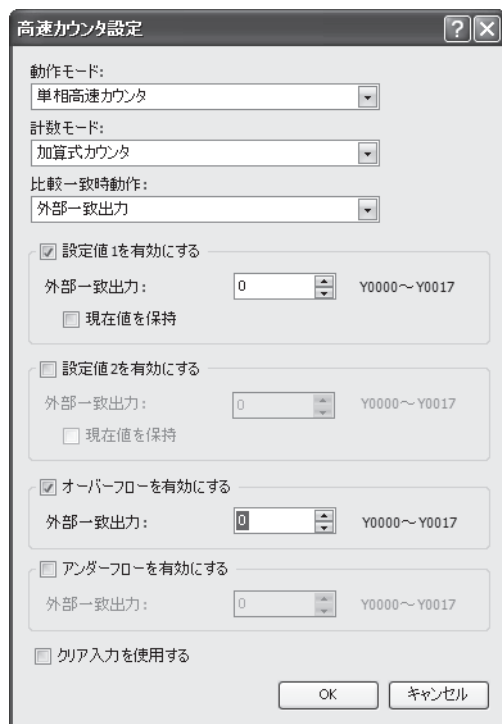 高速カウンタ設定
動作モード:
単相高速カウンタ
計数モード:
加算式カウンタ
比較一致時動作:
外部一致出力
設定値1を有効にする
外部一致出力: 0 Y0000～Y0017
現在値を保持
設定値2を有効にする
外部一致出力: 0 Y0000～Y0017
現在値を保持
オーバーフローを有効にする
外部一致出力: 0 Y0000～Y0017
アンダーフローを有効にする
外部一致出力: 0 Y0000～Y0017
クリア入力を使用する
OK キャンセル